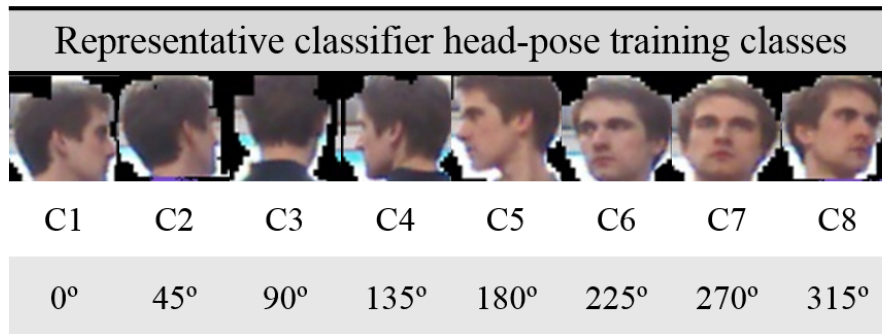 Representative classifier head-pose training classes
C1 C2 C3 C4 C5 C6 C7 C8
0º 45º 90º 135º 180º 225º 270º 315º